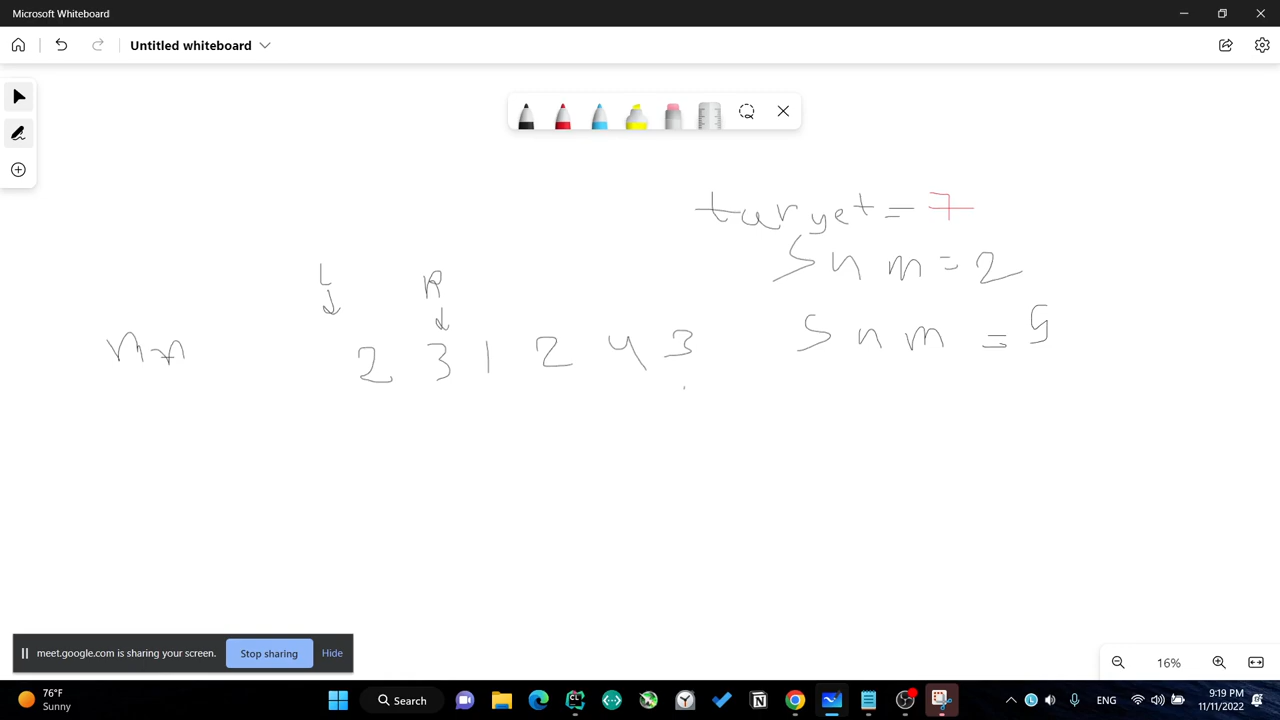 Microsoft Whiteboard
Untitled whiteboard
target = 7
Sum = 2
L R
2 3 1 2 4 3
Sum = 5
meet.google.com is sharing your screen.
Stop sharing
Hide
16%
76°F
Sunny
Search
ENG
9:19 PM
11/11/2022